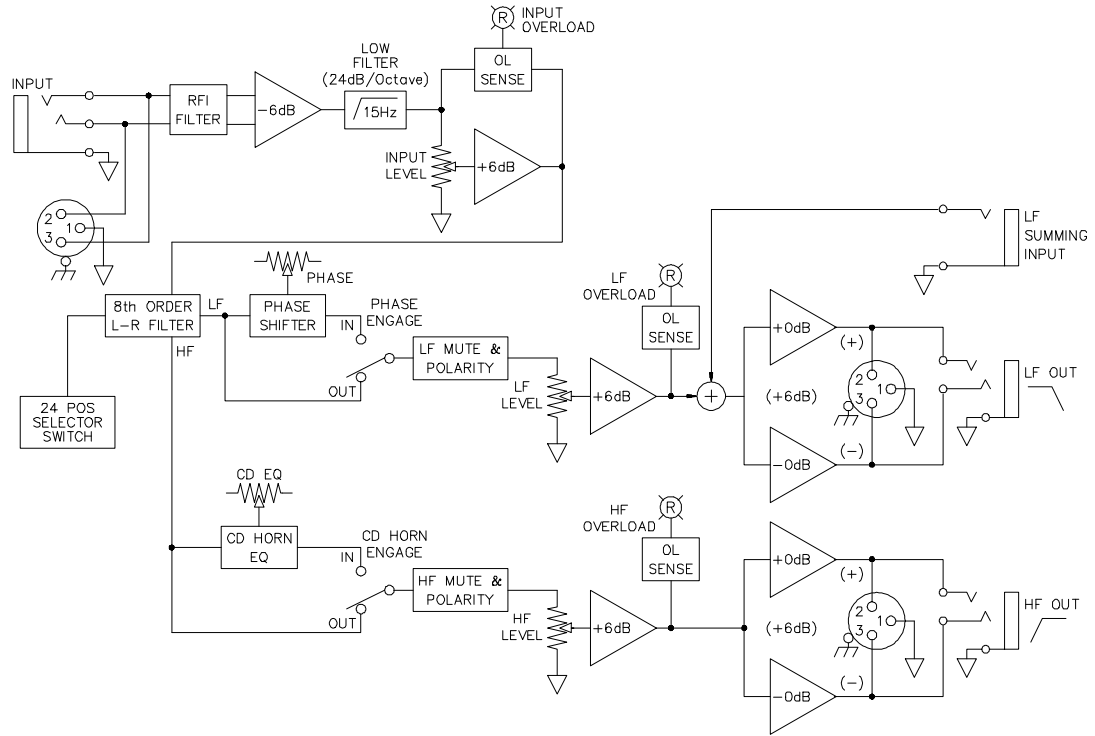 R INPUT
OVERLOAD
OL
SENSE
LOW
FILTER
(24dB/Octave)
INPUT
RFI
FILTER
-6dB
15Hz
INPUT
LEVEL
+6dB
2
1
3
LF
SUMMING
INPUT
PHASE
8th ORDER
L-R FILTER
LF
HF
PHASE
SHIFTER
PHASE
ENGAGE
IN
OUT
LF MUTE &
POLARITY
LF
LEVEL
+6dB
R
LF
OVERLOAD
OL
SENSE
+
+0dB
(+)
(+6dB)
2
1
3
(-)
-0dB
LF OUT
24 POS
SELECTOR
SWITCH
CD EQ
CD HORN
EQ
CD HORN
ENGAGE
IN
OUT
HF MUTE &
POLARITY
HF
LEVEL
+6dB
R
HF
OVERLOAD
OL
SENSE
+0dB
(+)
(+6dB)
2
1
3
(-)
-0dB
HF OUT